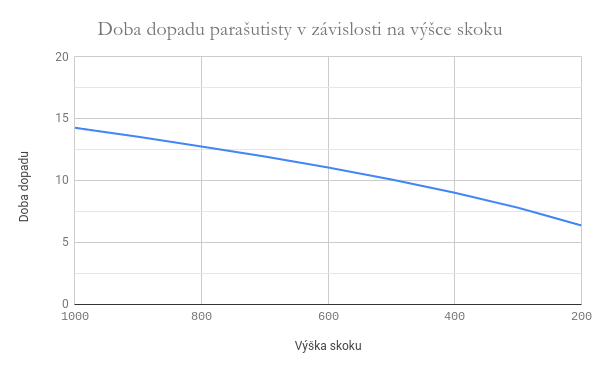 Doba dopadu parašutisty v závislosti na výšce skoku
20
15
10
5
0
Doba dopadu
1000 800 600 400 200
Výška skoku